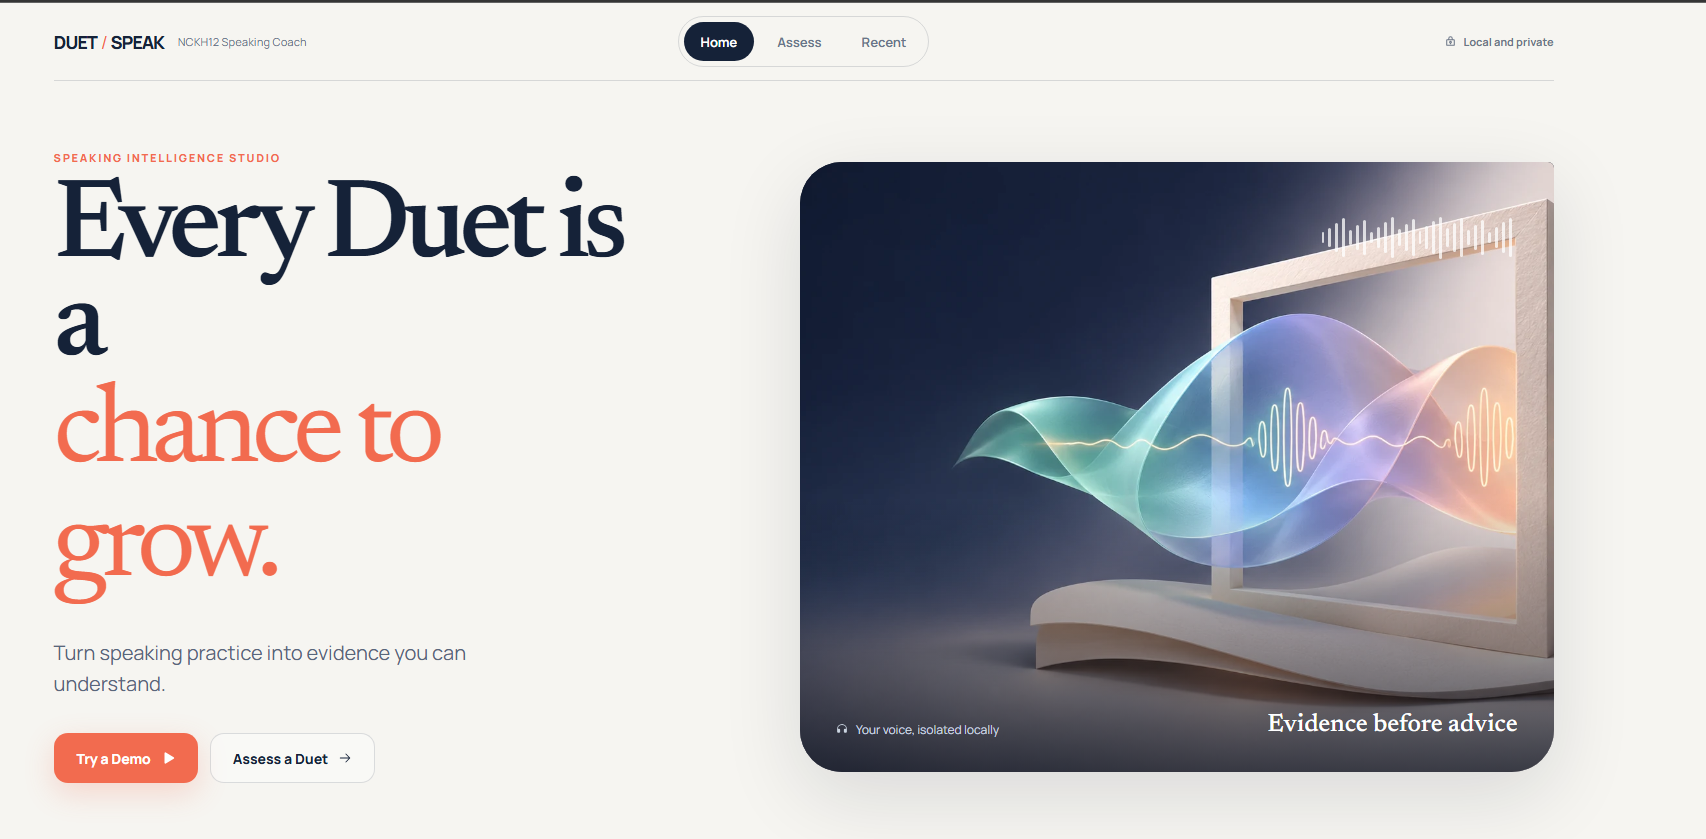 DUET / SPEAK NCKH12 Speaking Coach
Home Assess Recent
Local and private
SPEAKING INTELLIGENCE STUDIO
Every Duet is
a
chance to
grow.
Turn speaking practice into evidence you can
understand.
Try a Demo
Assess a Duet
Your voice, isolated locally
Evidence before advice